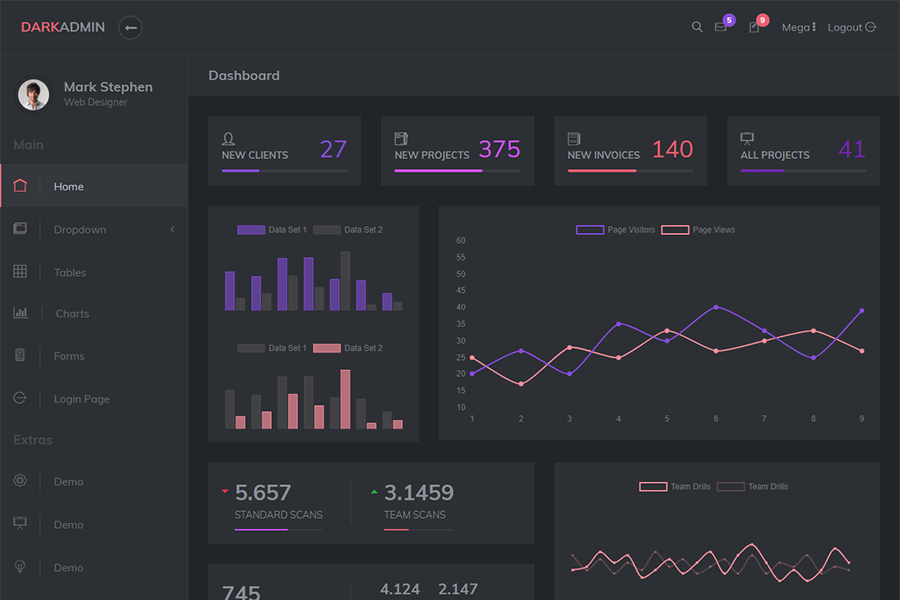 DARKADMIN
5
9
Mega
Logout
Mark Stephen
Web Designer
Main
Home
Dropdown
Tables
Charts
Forms
Login Page
Extras
Demo
Demo
Demo
Dashboard
NEW CLIENTS 27
NEW PROJECTS 375
NEW INVOICES 140
ALL PROJECTS 41
Data Set 1 Data Set 2
Data Set 1 Data Set 2
Page Visitors Page Views
60
55
50
45
40
35
30
25
20
15
10
1 2 3 4 5 6 7 8 9
5.657
STANDARD SCANS
3.1459
TEAM SCANS
Team Drills Team Drills
745
4.124 2.147